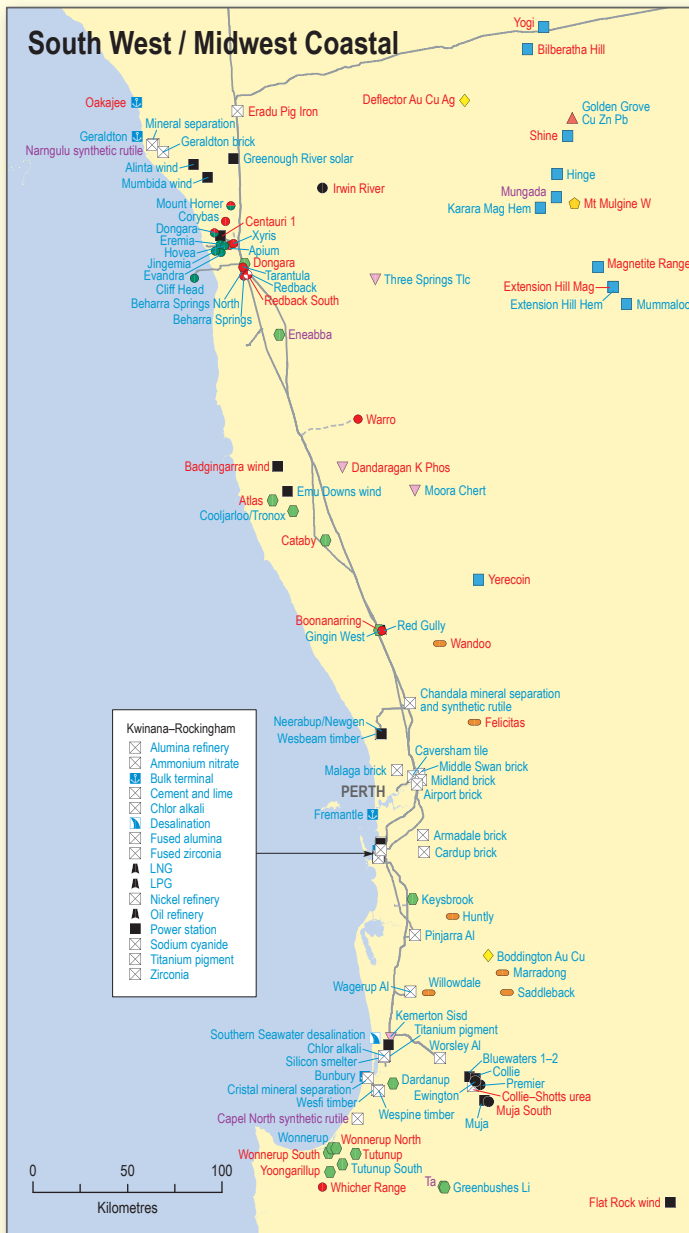 South West / Midwest Coastal
Yogi
Bilberatha Hill
Oakajee
Deflector Au Cu Ag
Eradu Pig Iron
Golden Grove
Cu Zn Pb
Mineral separation
Geraldton
Shine
Geraldton brick
Narngulu synthetic rutile
Greenough River solar
Alinta wind
Hinge
Mumbida wind
Irwin River
Mungada
Mount Horner
Mt Mulgine W
Karara Mag Hem
Corybas
Centauri 1
Dongara
Xyris
Eremia
Hovea
Apium
Jingemia
Dongara
Magnetite Range
Evandra
Tarantula
Cliff Head
Redback
Three Springs Tlc
Extension Hill Mag
Beharra Springs North
Redback South
Extension Hill Hem
Mummaloo
Beharra Springs
Eneabba
Warro
Badgingarra wind
Dandaragan K Phos
Emu Downs wind
Moora Chert
Atlas
Cooljarloo/Tronox
Cataby
Yerecoin
Boonanarring
Red Gully
Gingin West
Wandoo
Chandala mineral separation
and synthetic rutile
Neerabup/Newgen
Felicitas
Wesbeam timber
Caversham tile
Middle Swan brick
Malaga brick
Midland brick
PERTH
Airport brick
Fremantle
Armadale brick
Cardup brick
Kwinana–Rockingham
Alumina refinery
Ammonium nitrate
Bulk terminal
Cement and lime
Chlor alkali
Desalination
Fused alumina
Fused zirconia
LNG
LPG
Nickel refinery
Oil refinery
Power station
Sodium cyanide
Titanium pigment
Zirconia
Keysbrook
Huntly
Pinjarra Al
Boddington Au Cu
Marradong
Wagerup Al
Willowdale
Saddleback
Kemerton Sisd
Southern Seawater desalination
Titanium pigment
Chlor alkali
Worsley Al
Silicon smelter
Bluewaters 1–2
Bunbury
Collie
Dardanup
Premier
Cristal mineral separation
Ewington
Collie–Shotts urea
Wesfi timber
Wespine timber
Muja South
Capel North synthetic rutile
Muja
Wonnerup
Wonnerup North
Wonnerup South
Tutunup
Yoongarillup
Tutunup South
Whicher Range
Ta
Greenbushes Li
Flat Rock wind
0 50 100
Kilometres